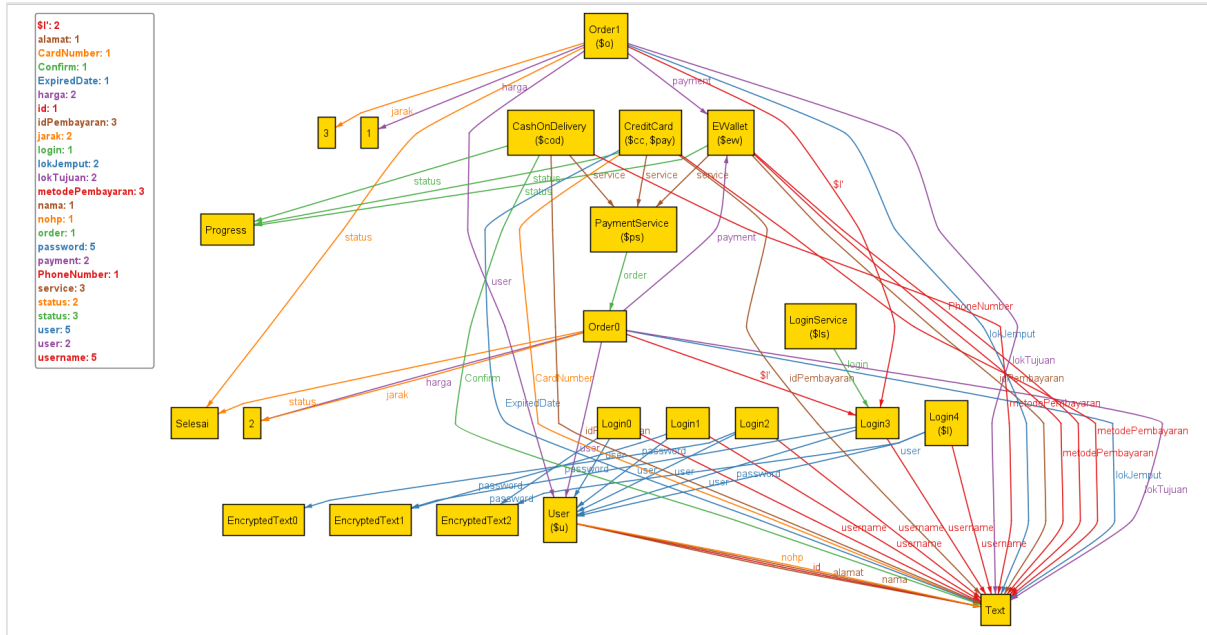 $l': 2
alamat: 1
CardNumber: 1
Confirm: 1
ExpiredDate: 1
harga: 2
id: 1
idPembayaran: 3
jarak: 2
login: 1
lokJemput: 2
lokTujuan: 2
metodePembayaran: 3
nama: 1
nohp: 1
order: 1
password: 5
payment: 2
PhoneNumber: 1
service: 3
status: 2
status: 3
user: 5
user: 2
username: 5
Order1
($o)
payment
harga
jarak
3
1
CashOnDelivery
($cod)
CreditCard
($cc, $pay)
EWallet
($ew)
service
service
service
status
status
status
$l'
Progress
status
PaymentService
($ps)
payment
user
order
PhoneNumber
Order0
LoginService
($ls)
lokJemput
login
lokTujuan
Confirm
CardNumber
idPembayaran
idPembayaran
$l'
harga
jarak
status
ExpiredDate
metodePembayaran
Selesai
2
Login0
Login1
Login2
Login3
Login4
($l)
metodePembayaran
user
user
password
user
metodePembayaran
password
user
user
password
lokJemput
password
user
password
lokTujuan
EncryptedText0
EncryptedText1
EncryptedText2
User
($u)
username
username
username
username
username
nohp
id
alamat
nama
Text